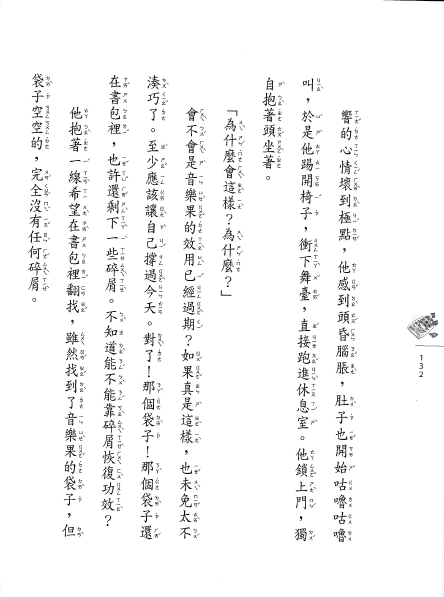 響的心情壞到極點，他感到頭昏腦脹，肚子也開始咕嚕咕嚕
叫，於是他踢開椅子，衝下舞臺，直接跑進休息室。他鎖上門，獨
自抱著頭坐著。
「為什麼會這樣？為什麼？」
會不會是音樂果的效用已經過期？如果真是這樣，也未免太不
湊巧了。至少應該讓自己撐過今天。對了！那個袋子！那個袋子還
在書包裡，也許還剩下一些碎屑。不知道能不能靠碎屑恢復功效？
他抱著一線希望在書包裡翻找，雖然找到了音樂果的袋子，但
袋子空空的，完全沒有任何碎屑。
132